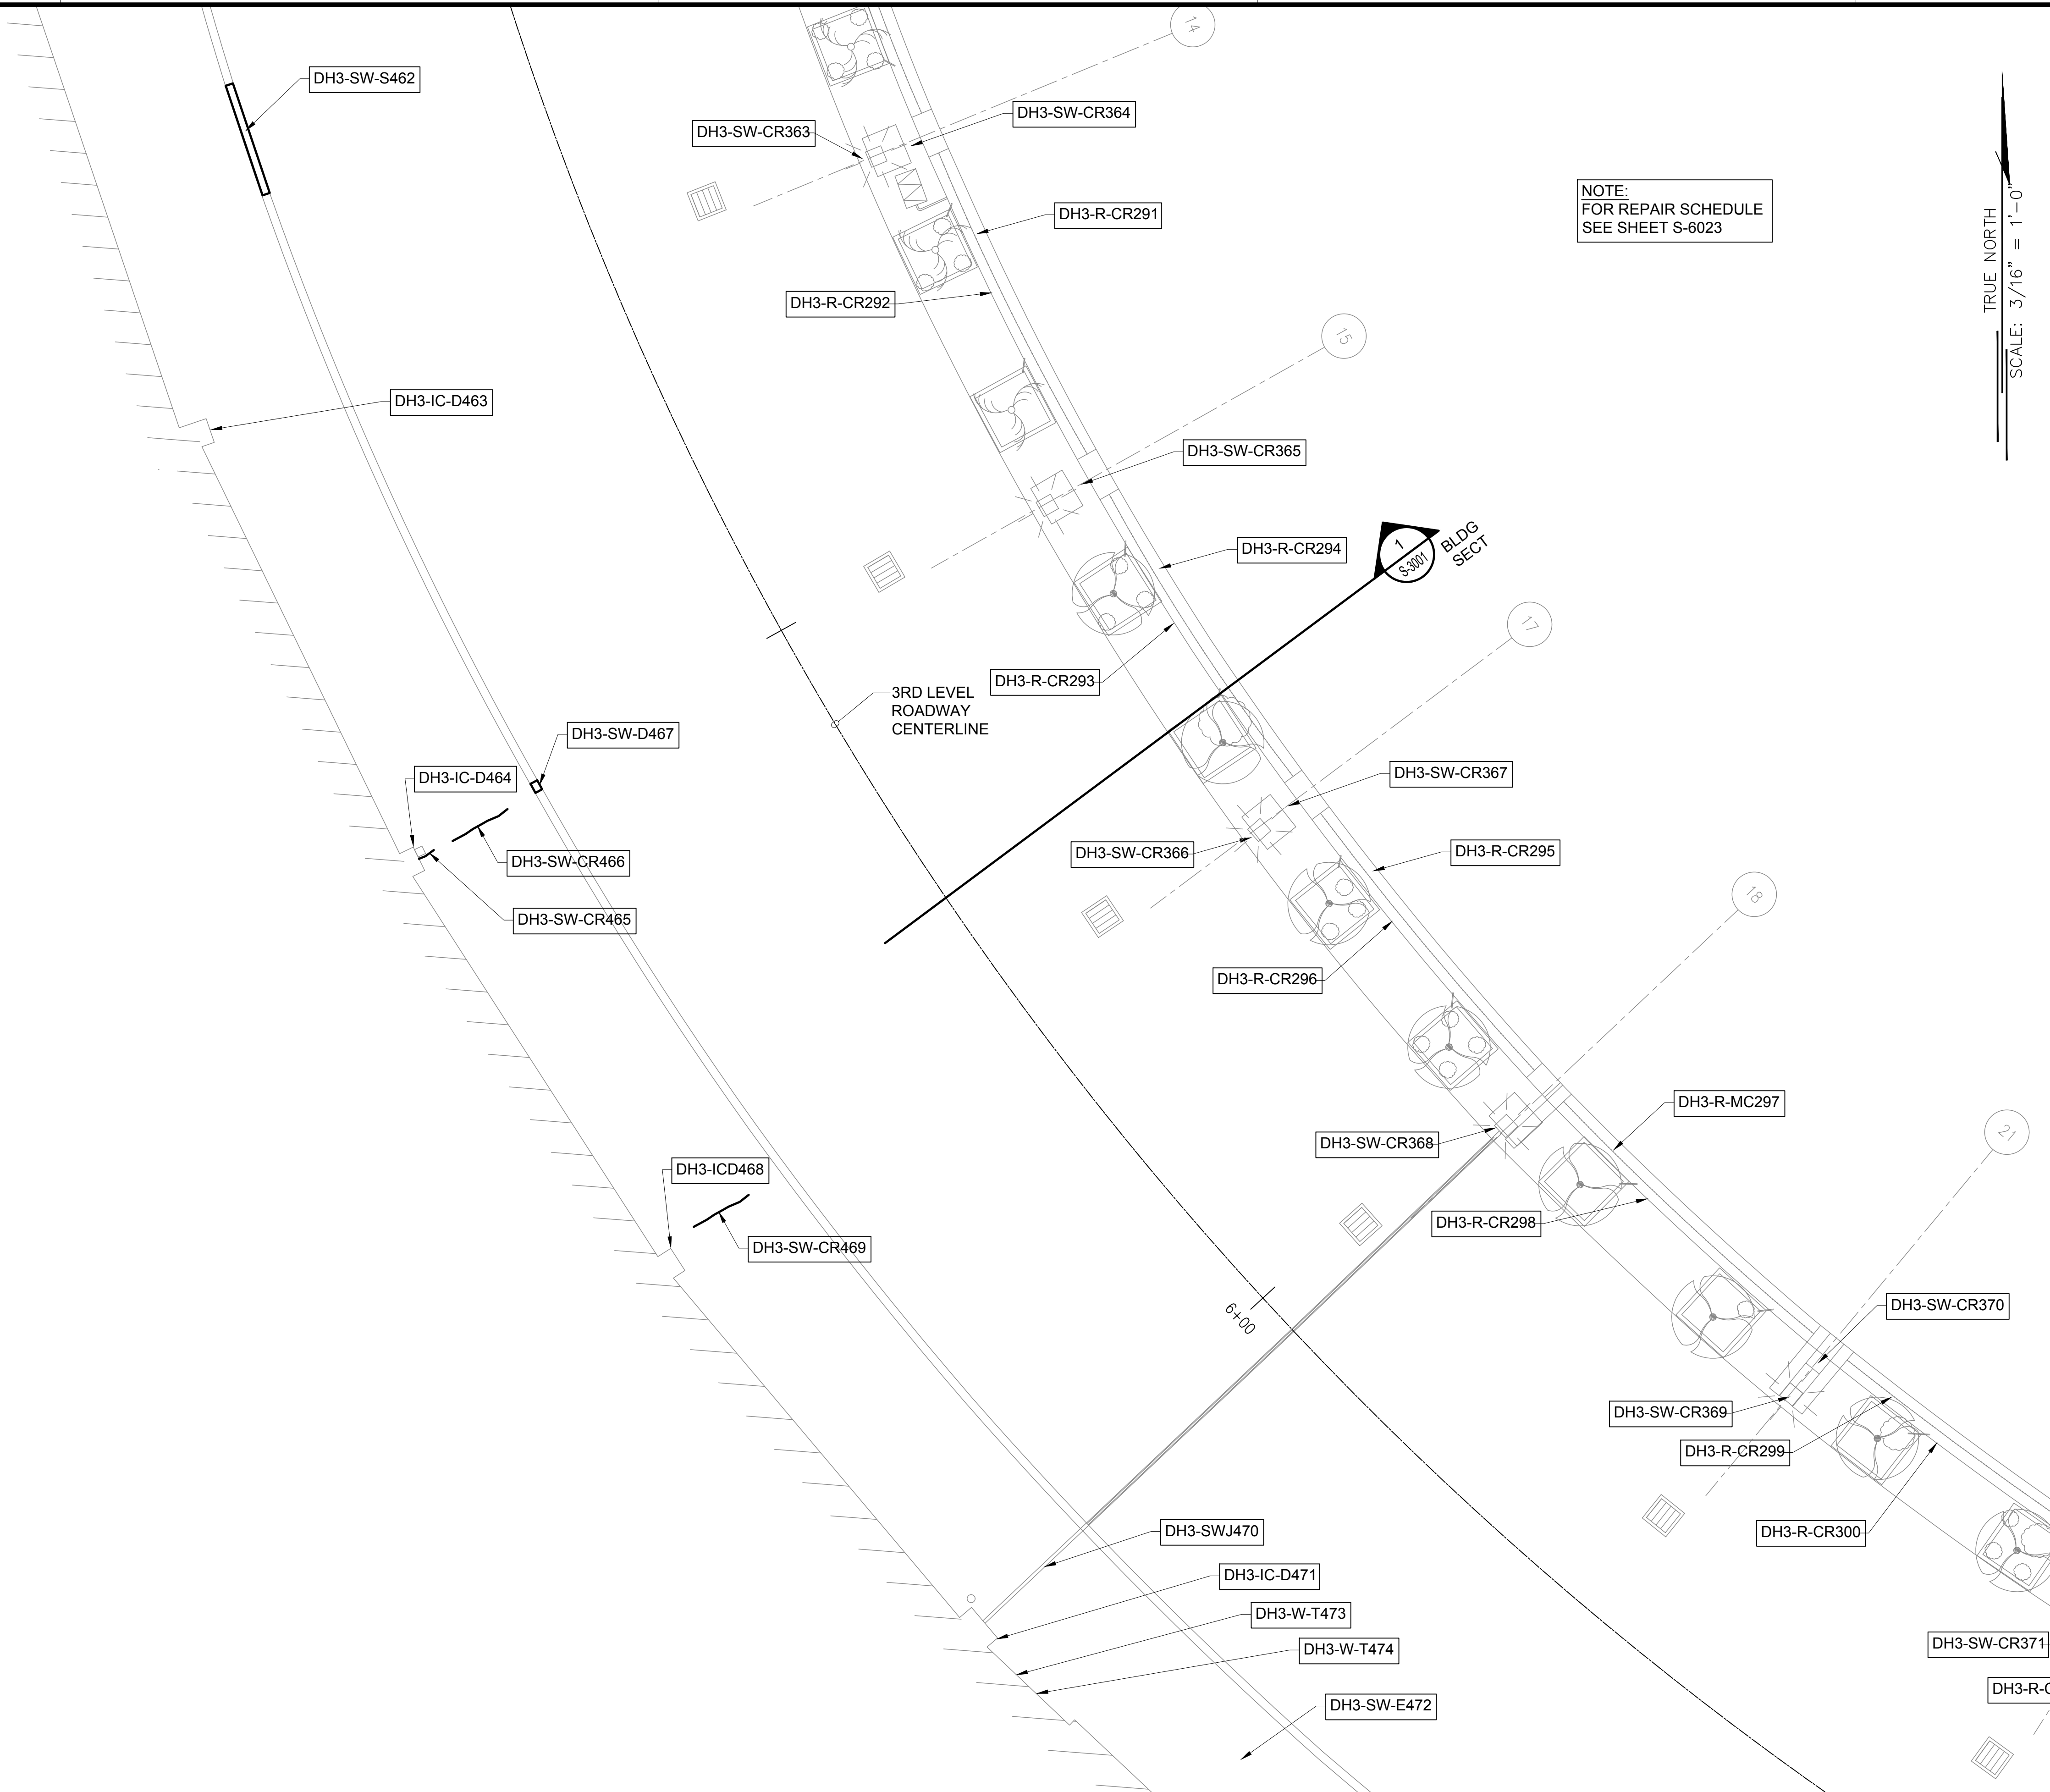 14
DH3-SW-S462
DH3-SW-CR364
DH3-SW-CR363
NOTE:
FOR REPAIR SCHEDULE
SEE SHEET S-6023
TRUE NORTH
SCALE: 3/16" = 1'-0"
DH3-R-CR291
DH3-R-CR292
15
DH3-IC-D463
DH3-SW-CR365
1
S-3001
BLDG
SECT
DH3-R-CR294
17
DH3-R-CR293
3RD LEVEL
ROADWAY
CENTERLINE
DH3-SW-D467
DH3-IC-D464
DH3-SW-CR367
DH3-SW-CR466
DH3-SW-CR366
DH3-R-CR295
18
DH3-SW-CR465
DH3-R-CR296
DH3-R-MC297
21
DH3-SW-CR368
DH3-ICD468
DH3-R-CR298
DH3-SW-CR469
6+00
DH3-SW-CR370
DH3-SW-CR369
DH3-R-CR299
DH3-SWJ470
DH3-R-CR300
DH3-IC-D471
DH3-W-T473
DH3-W-T474
DH3-SW-CR371
DH3-R-C
DH3-SW-E472